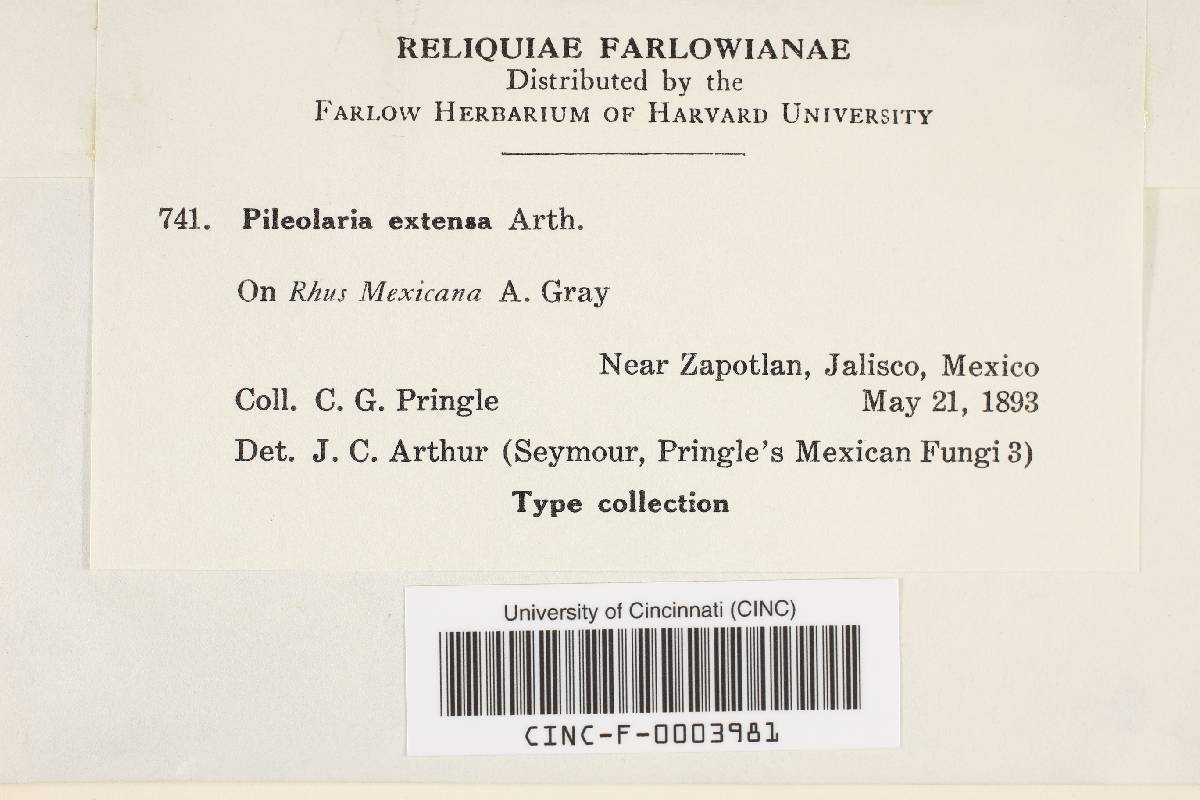 RELIQUIAE FARLOWIANAE
Distributed by the
FARLOW HERBARIUM OF HARVARD UNIVERSITY
741. Pileolaria extensa Arth.
On Rhus Mexicana A. Gray
Near Zapotlan, Jalisco, Mexico
Coll. C. G. Pringle May 21, 1893
Det. J. C. Arthur (Seymour, Pringle's Mexican Fungi 3)
Type collection
University of Cincinnati (CINC)
CINC-F-0003981